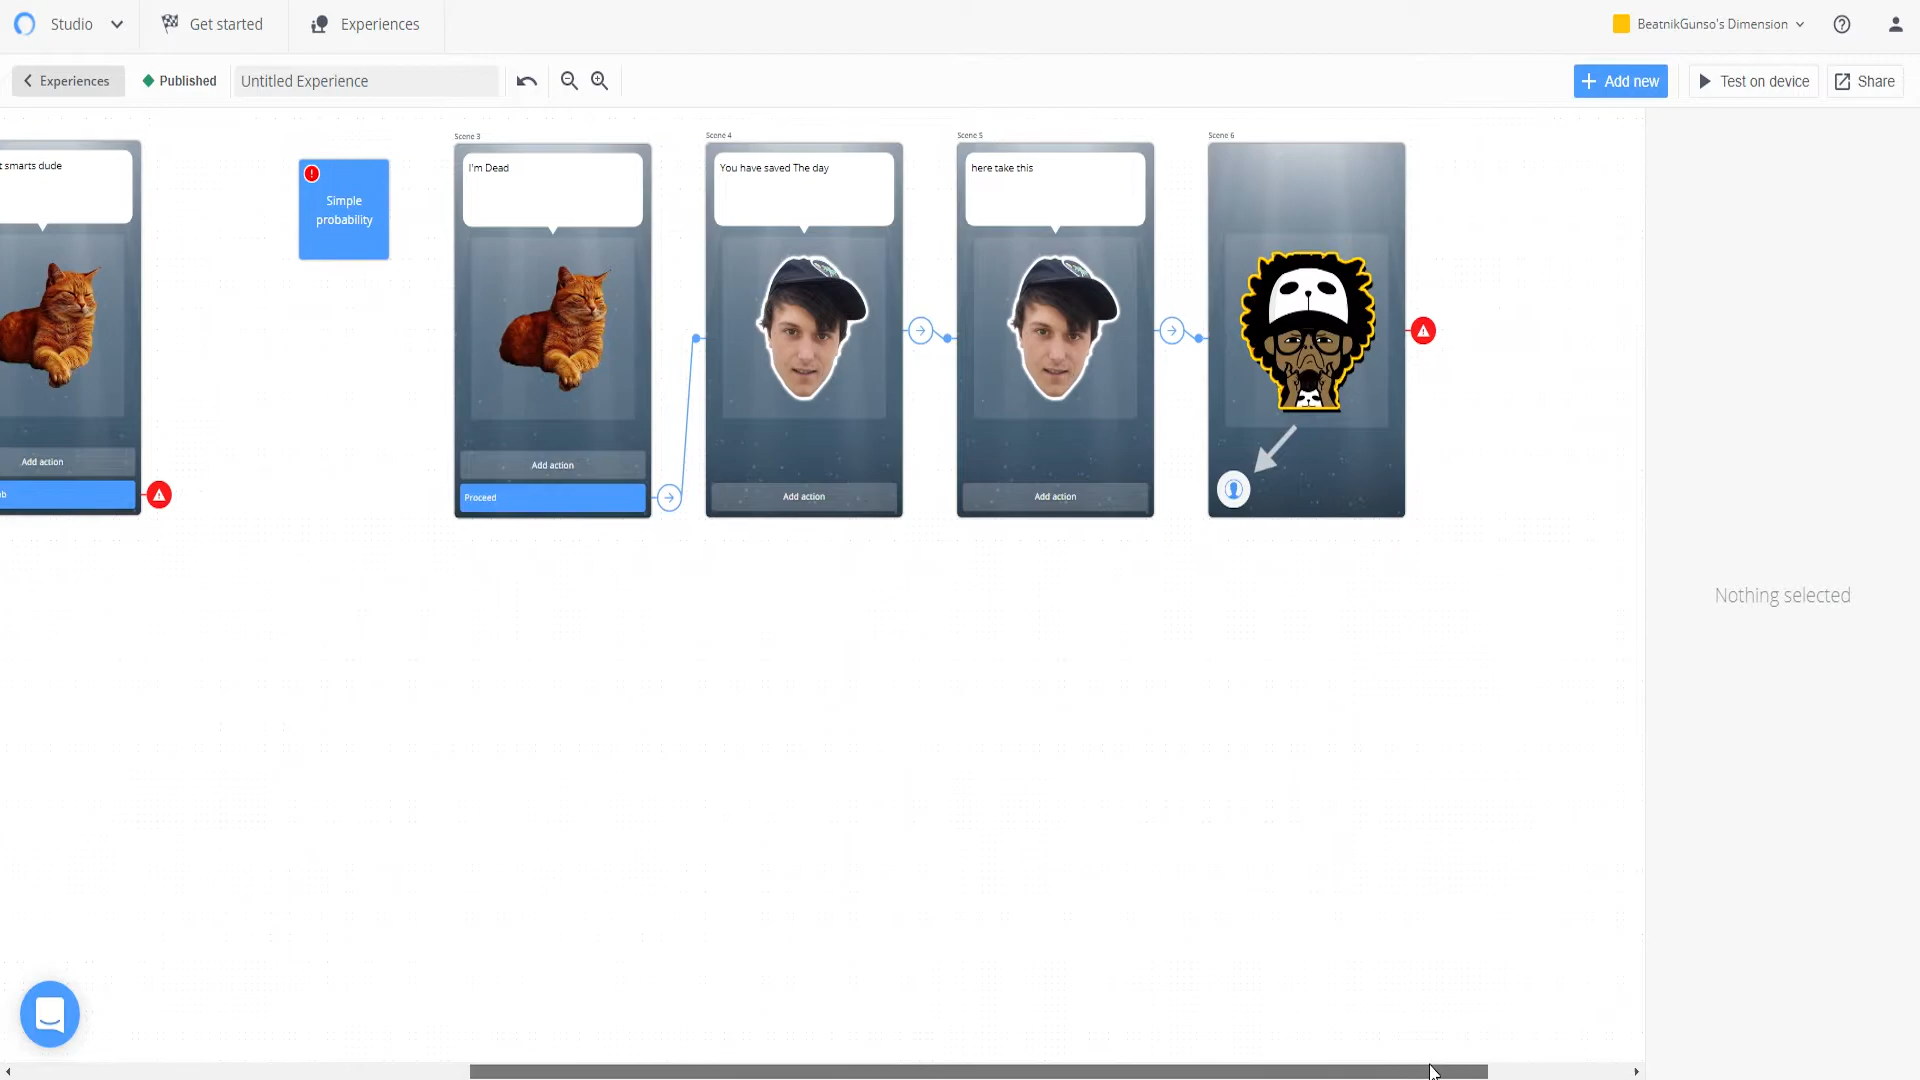 Studio
Get started
Experiences
BeatnikGunso's Dimension
Experiences
Published
Untitled Experience
Add new
Test on device
Share
Scene 3
Scene 4
Scene 5
Scene 6
smarts dude
Simple
probability
I'm Dead
You have saved The day
here take this
Add action
Add action
Proceed
Add action
Add action
Nothing selected